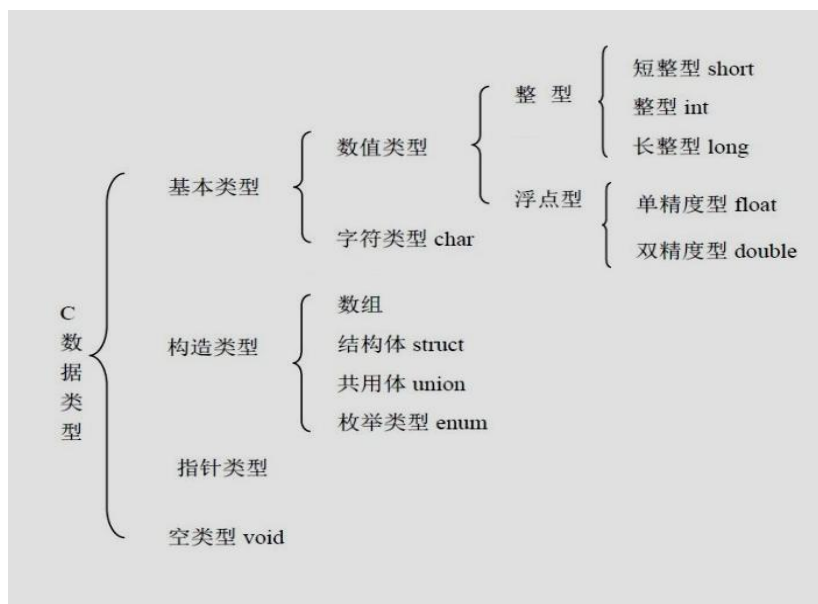 C
数
据
类
型
基本类型
数值类型
整 型
短整型 short
整型 int
长整型 long
浮点型
单精度型 float
双精度型 double
字符类型 char
构造类型
数组
结构体 struct
共用体 union
枚举类型 enum
指针类型
空类型 void